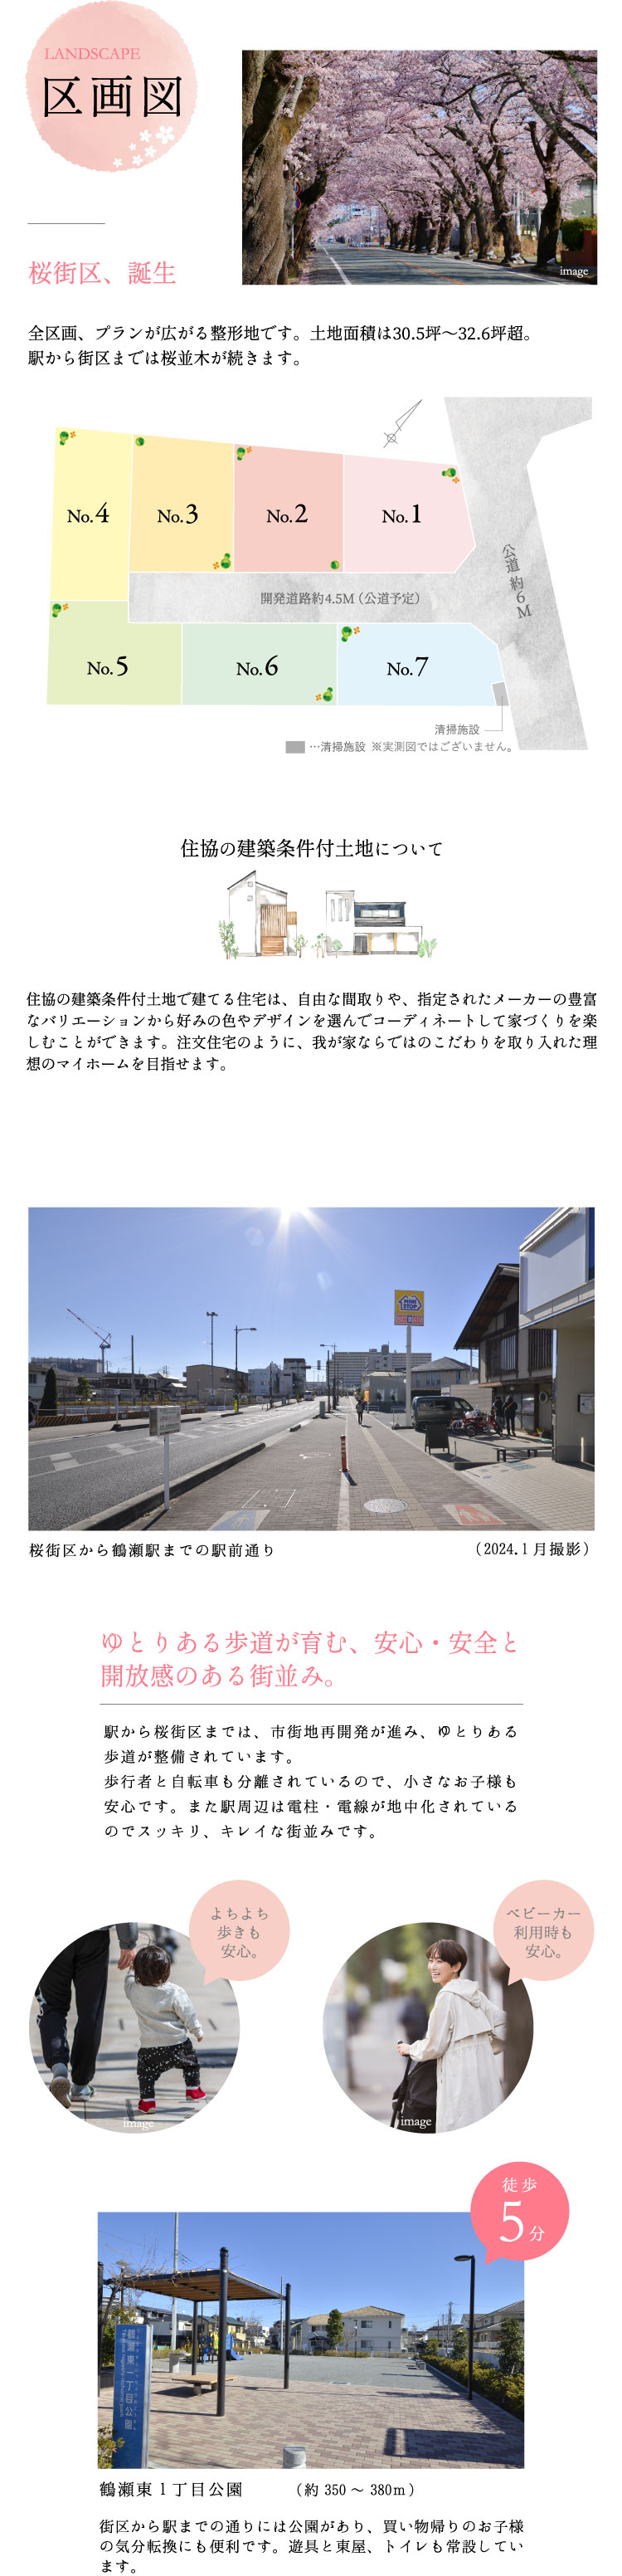 LANDSCAPE
区画図
image
桜街区、誕生
全区画、プランが広がる整形地です。土地面積は30.5坪〜32.6坪超。
駅から街区までは桜並木が続きます。
No.4
No.3
No.2
No.1
公道 約6M
開発道路約4.5M（公道予定）
No.5
No.6
No.7
清掃施設
…清掃施設 ※実測図ではございません。
住協の建築条件付土地について
住協の建築条件付土地で建てる住宅は、自由な間取りや、指定されたメーカーの豊富
なバリエーションから好みの色やデザインを選んでコーディネートして家づくりを楽
しむことができます。注文住宅のように、我が家ならではのこだわりを取り入れた理
想のマイホームを目指せます。
MINI STOP
桜街区から鶴瀬駅までの駅前通り
（2024.1月撮影）
ゆとりある歩道が育む、安心・安全と
開放感のある街並み。
駅から桜街区までは、市街地再開発が進み、ゆとりある
歩道が整備されています。
歩行者と自転車も分離されているので、小さなお子様も
安心です。また駅周辺は電柱・電線が地中化されている
のでスッキリ、キレイな街並みです。
よちよち
歩きも
安心。
image
ベビーカー
利用時も
安心。
image
徒歩
5分
鶴瀬東一丁目公園
鶴瀬東1丁目公園
（約350〜380m）
街区から駅までの通りには公園があり、買い物帰りのお子様
の気分転換にも便利です。遊具と東屋、トイレも常設してい
ます。